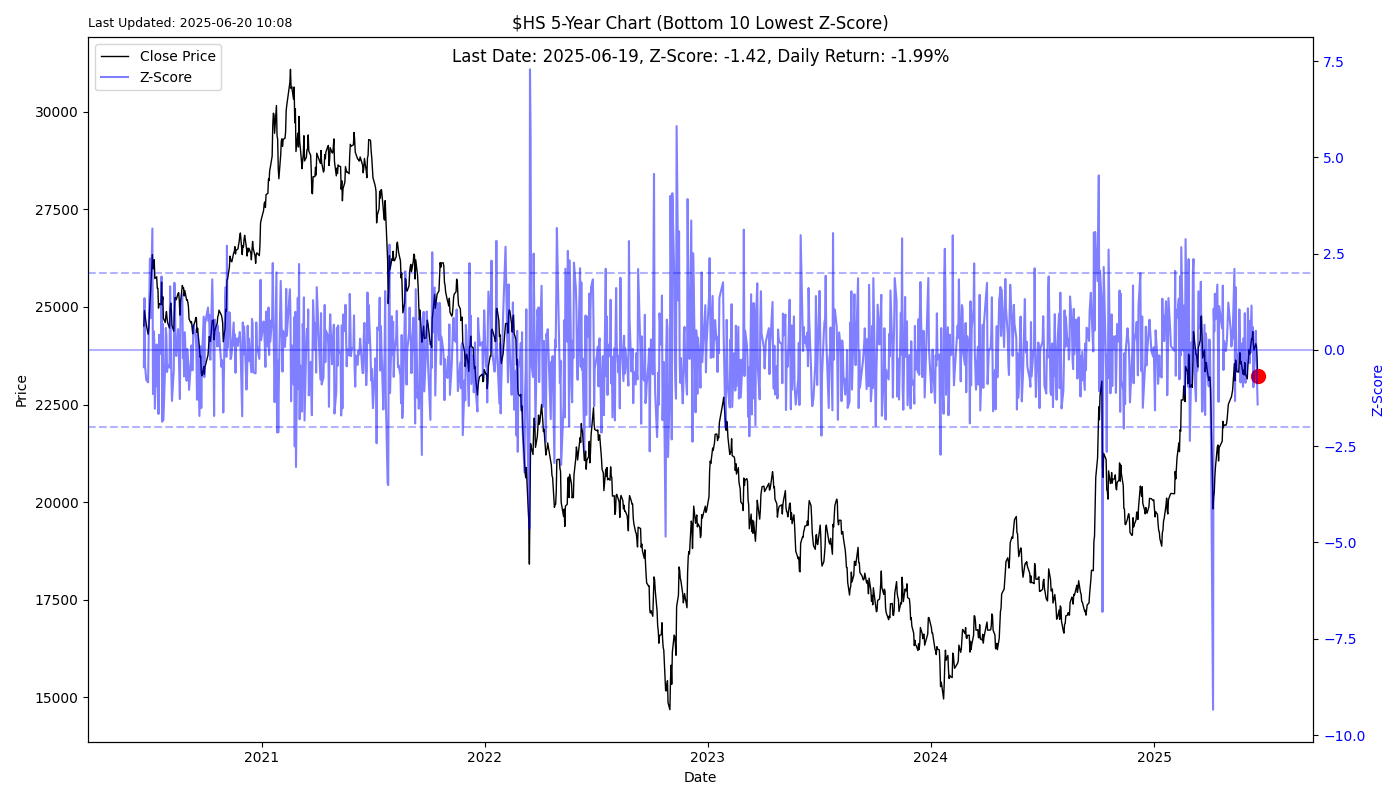 Last Updated: 2025-06-20 10:08
$HS 5-Year Chart (Bottom 10 Lowest Z-Score)
Last Date: 2025-06-19, Z-Score: -1.42, Daily Return: -1.99%
Close Price
Z-Score
30000
27500
25000
22500
20000
17500
15000
Price
7.5
5.0
2.5
0.0
−2.5
−5.0
−7.5
−10.0
Z-Score
2021
2022
2023
2024
2025
Date